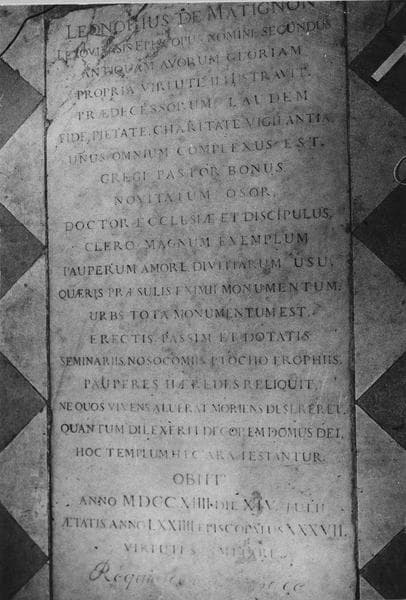 LEONORIUS DE MATIGNON
LEXOVIENSIS EPISCOPUS NOMINE SECUNDUS
ANTIQUAM AVORUM GLORIAM
PROPRIA VIRTUTE ILLUSTRAVIT.
PRÆDECESSORUM LAUDEM
FIDE, PIETATE, CHARITATE VIGILANTIA
UNUS OMNIUM COMPLEXUS EST.
GREGI PASTOR BONUS
NOVITATUM OSOR,
DOCTOR ECCLESIÆ ET DISCIPULUS,
CLERO MAGNUM EXEMPLUM
PAUPERUM AMORE DIVITIARUM USU,
QUÆRIS PRÆSULIS EXIMII MONUMENTUM,
URBS TOTA MONUMENTUM EST,
ERECTIS PASSIM ET DOTATIS
SEMINARIIS, NOSOCOMIIS PTOCHOTROPHIIS,
PAUPERES HÆREDES RELIQUIT,
NE QUOS VIVENS ALUERAT MORIENS DESERERET,
QUANTUM DILEXERIT DECOREM DOMUS DEI,
HOC TEMPLUM HÆC ARA TESTANTUR.
OBIIT
ANNO MDCCXIIII DIE XIV
ÆTATIS ANNO LXXIIII EPISCOPATUS XXXVII
VIRTUTES